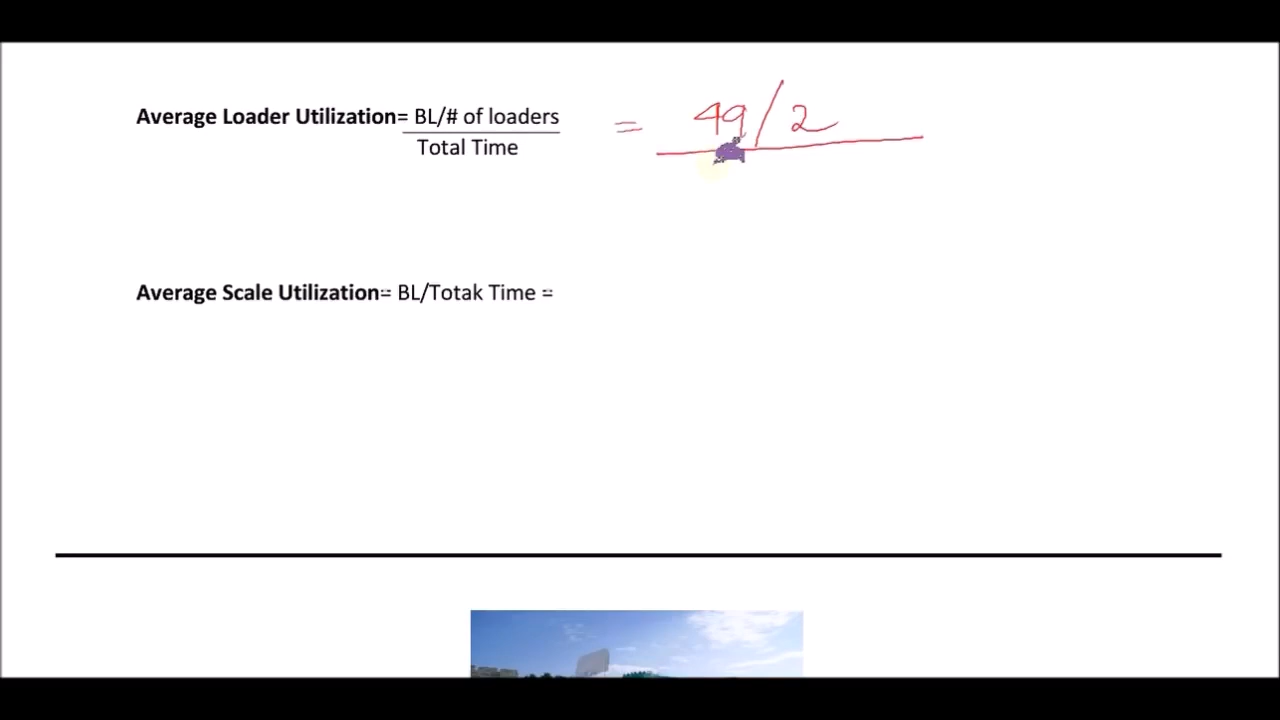 Average Loader Utilization= BL/# of loaders = 49/2
Total Time
Average Scale Utilization= BL/Totak Time =